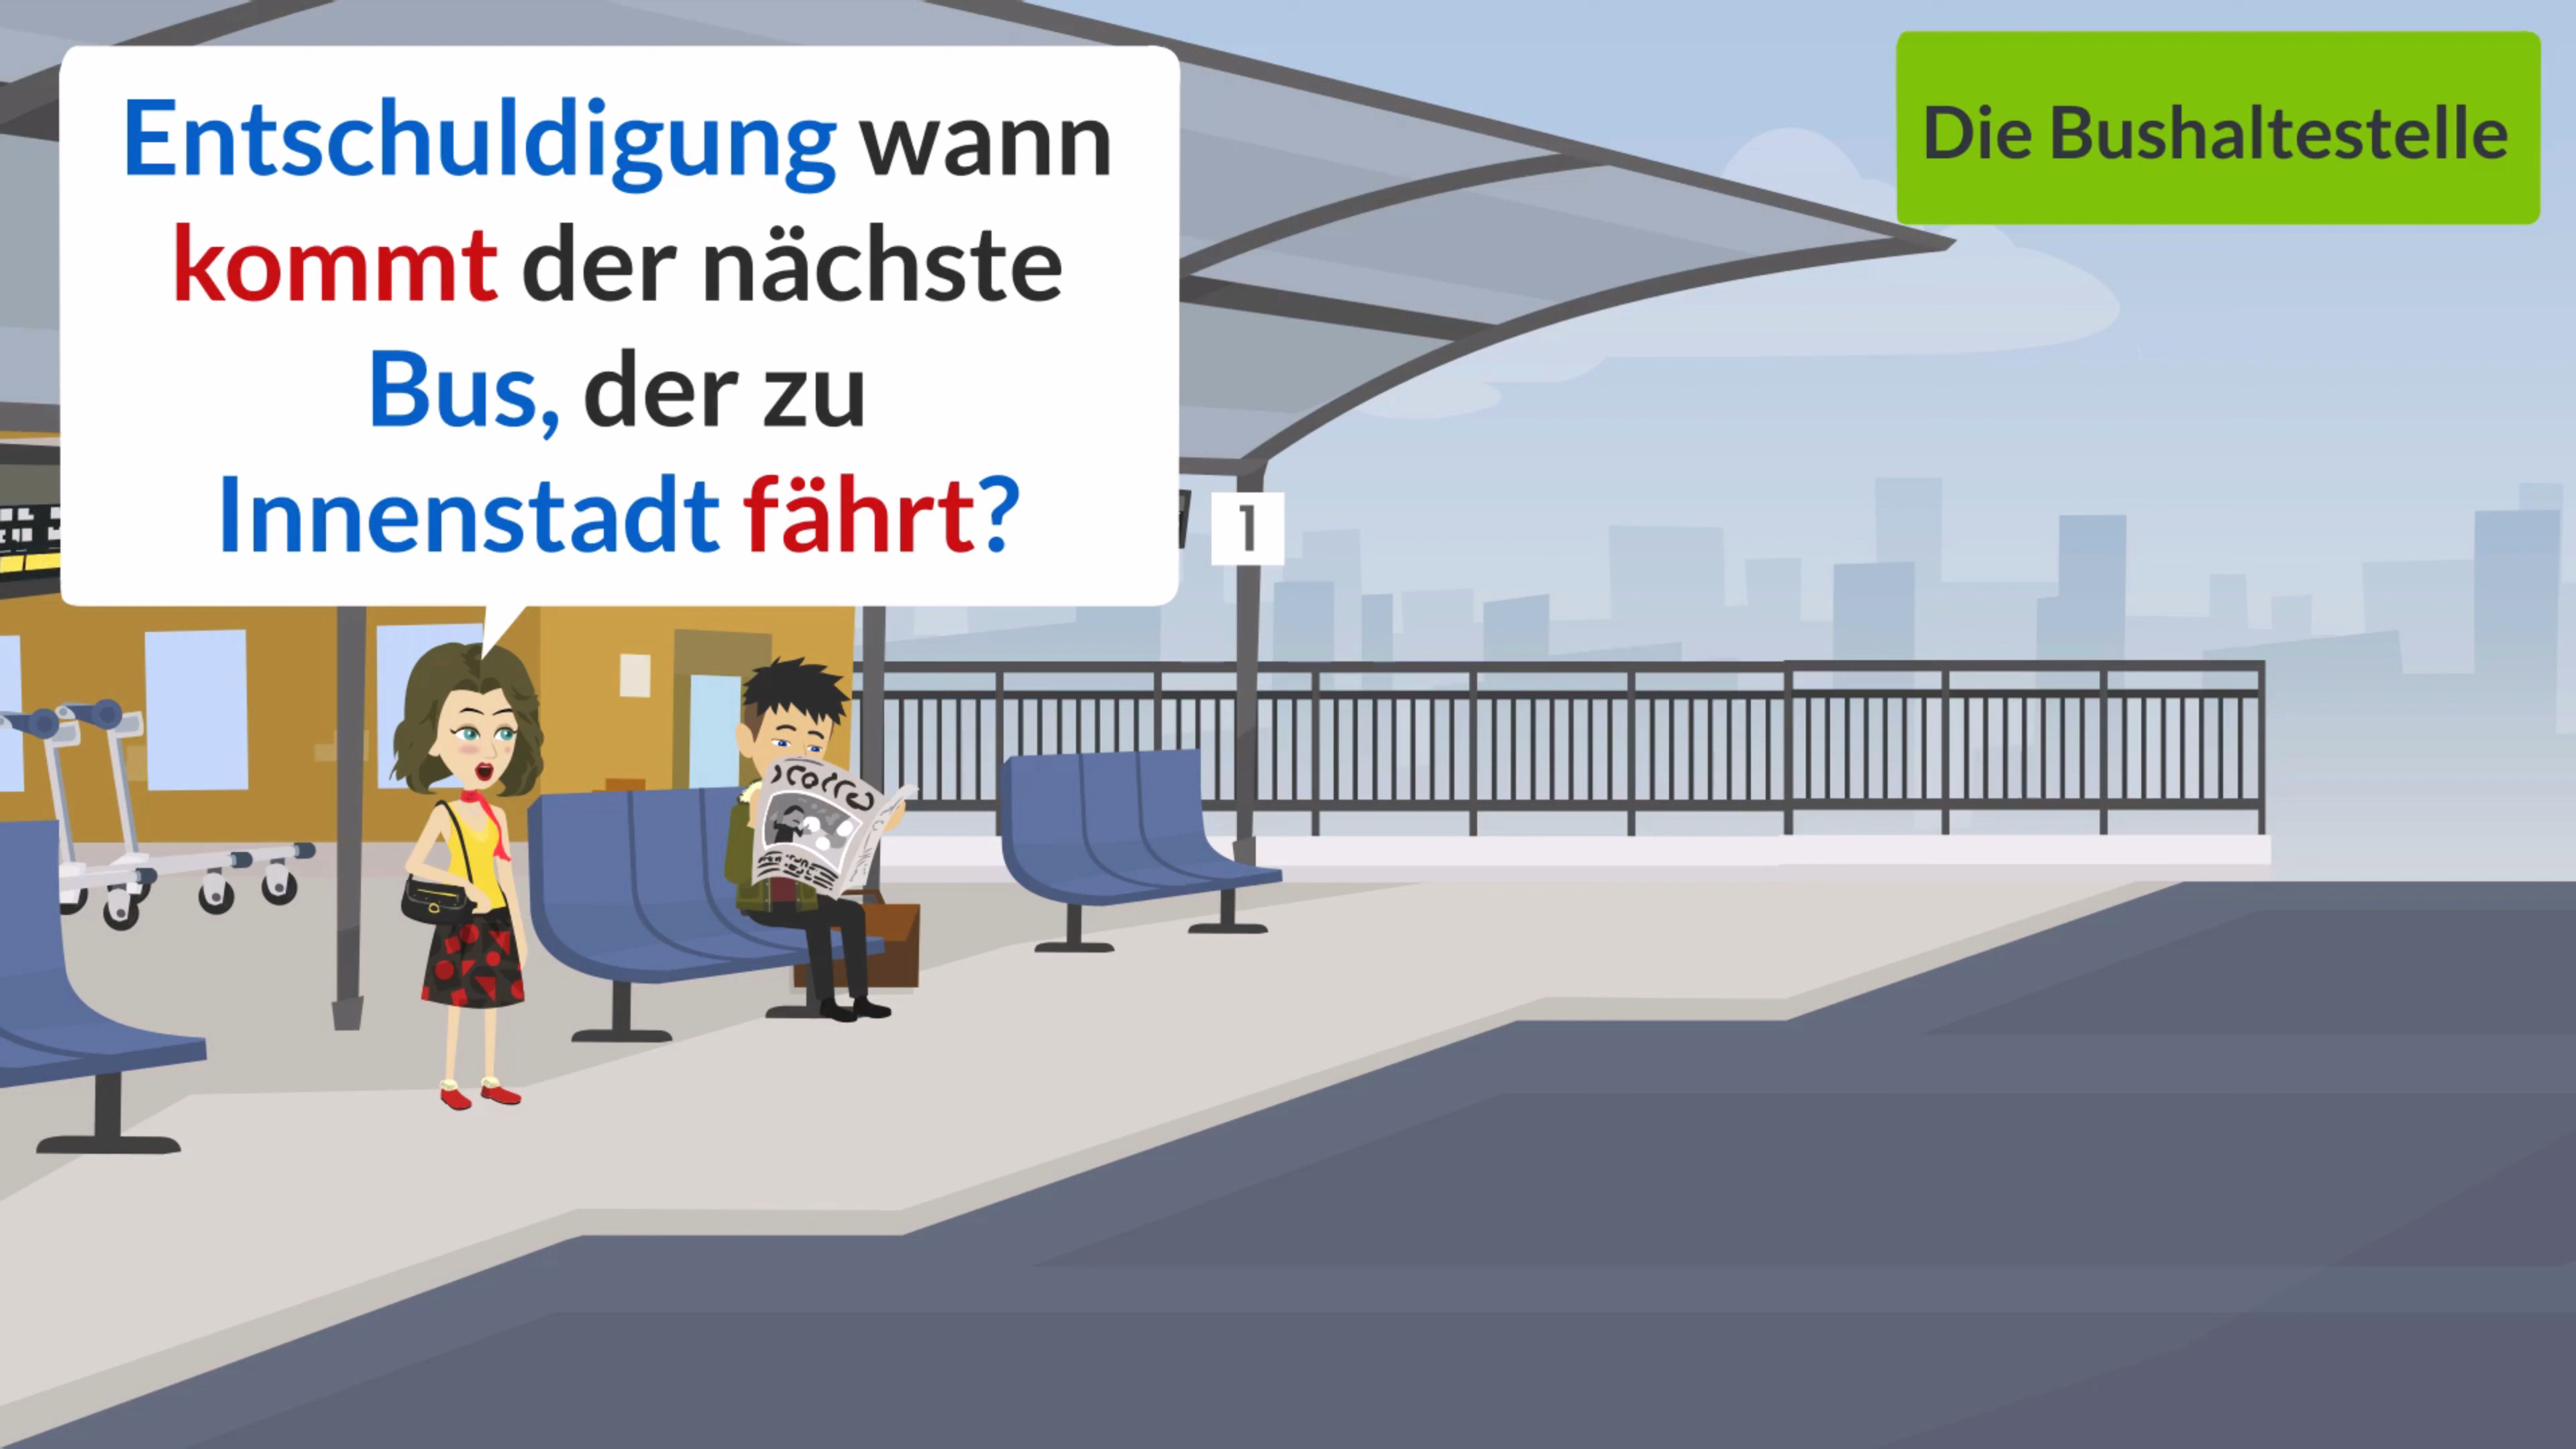 Entschuldigung wann
kommt der nächste
Bus, der zu
Innenstadt fährt?
Die Bushaltestelle
1